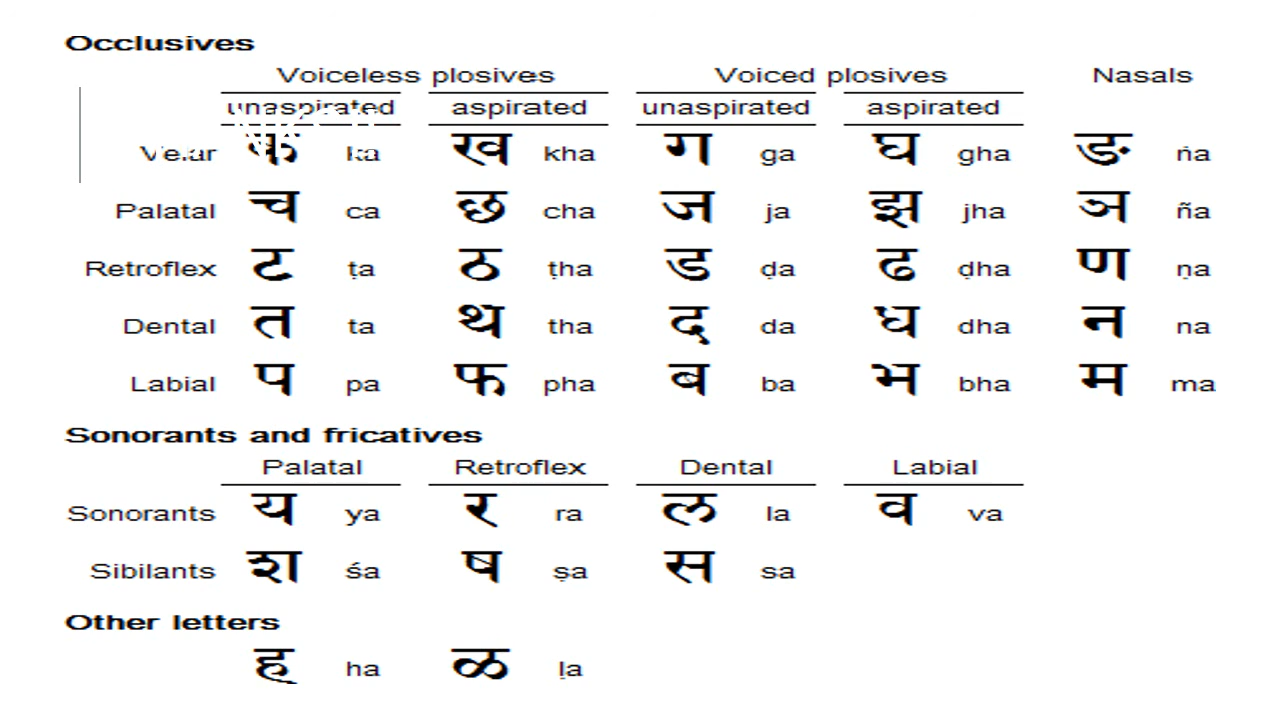 Occlusives
Voiceless plosives Voiced plosives Nasals
unaspirated aspirated unaspirated aspirated
Velar क ka ख kha ग ga घ gha ङ ṅa
Palatal च ca छ cha ज ja झ jha ञ ña
Retroflex ट ṭa ठ ṭha ड ḍa ढ ḍha ण ṇa
Dental त ta थ tha द da ध dha न na
Labial प pa फ pha ब ba भ bha म ma
Sonorants and fricatives
Palatal Retroflex Dental Labial
Sonorants य ya र ra ल la व va
Sibilants श śa ष ṣa स sa
Other letters
ह ha ळ ḷa